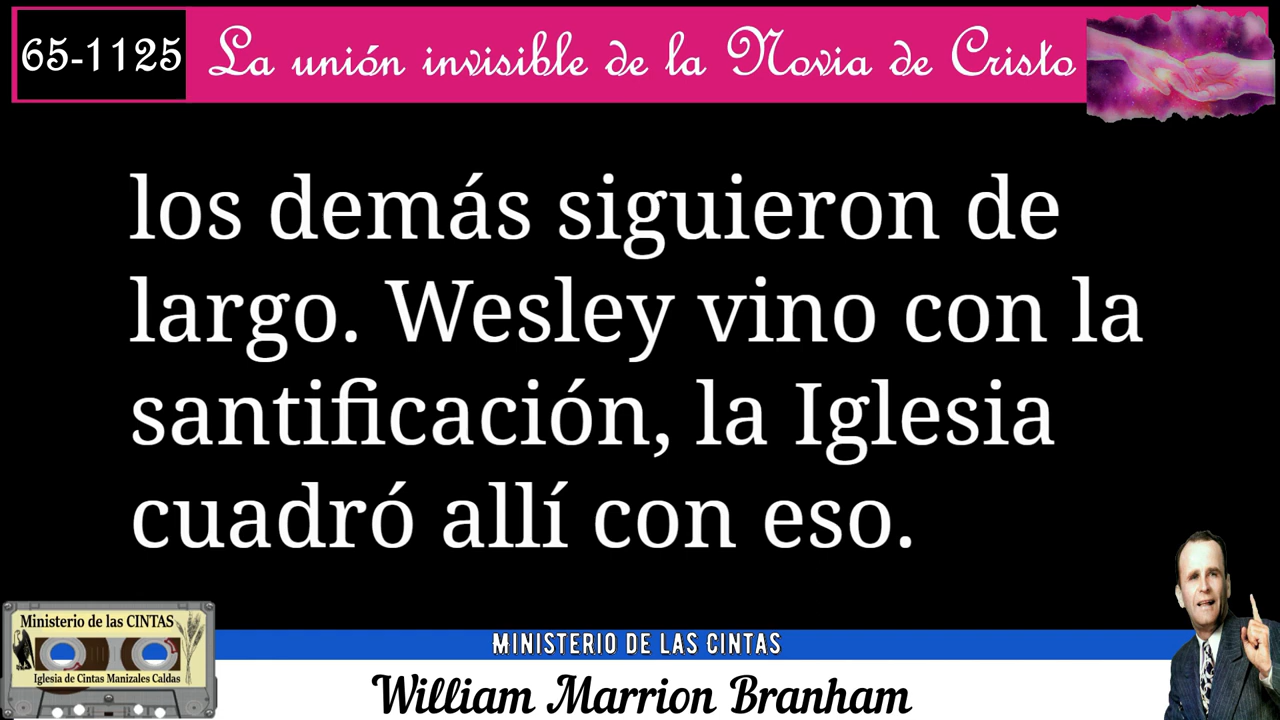 65-1125 La unión invisible de la Novia de Cristo
los demás siguieron de
largo. Wesley vino con la
santificación, la Iglesia
cuadró allí con eso.
Ministerio de las CINTAS
Iglesia de Cintas Manizales Caldas
MINISTERIO DE LAS CINTAS
William Marrion Branham